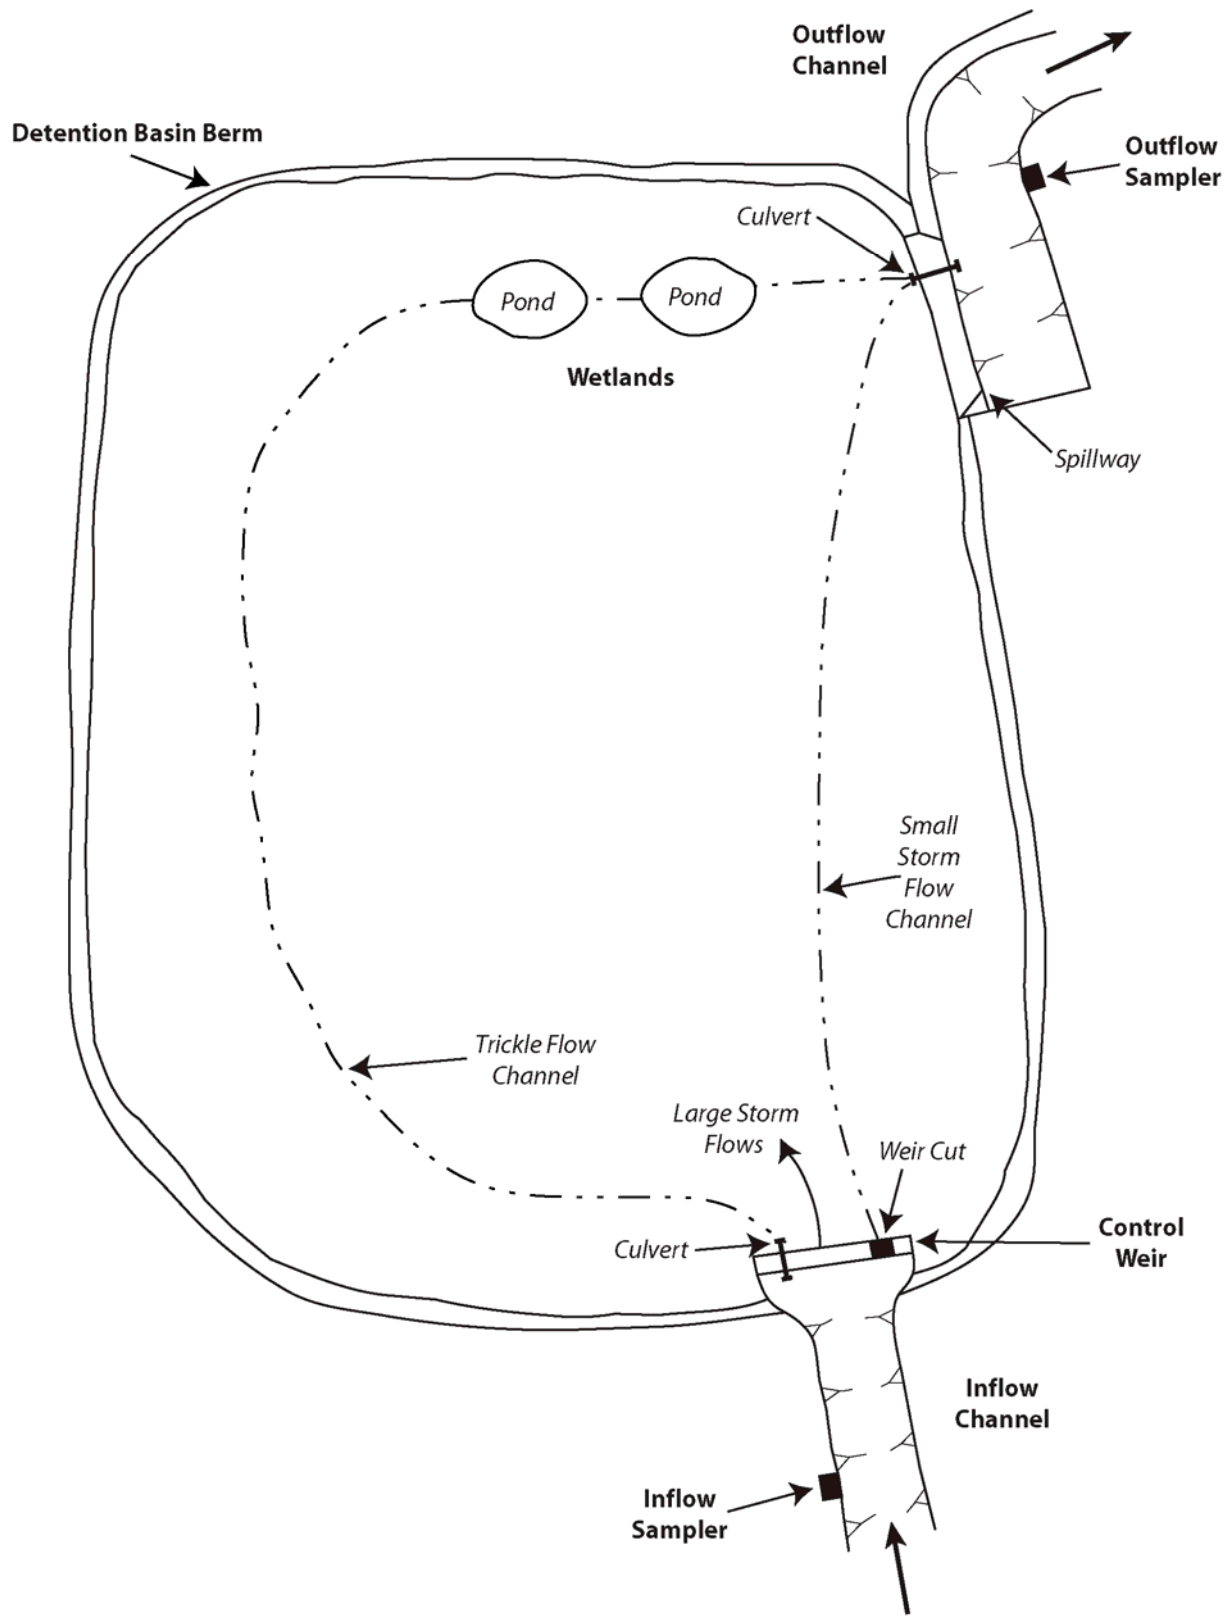 Outflow
Channel
Detention Basin Berm
Outflow
Sampler
Culvert
Pond
Pond
Wetlands
Spillway
Small
Storm
Flow
Channel
Trickle Flow
Channel
Large Storm
Flows
Weir Cut
Culvert
Control
Weir
Inflow
Channel
Inflow
Sampler